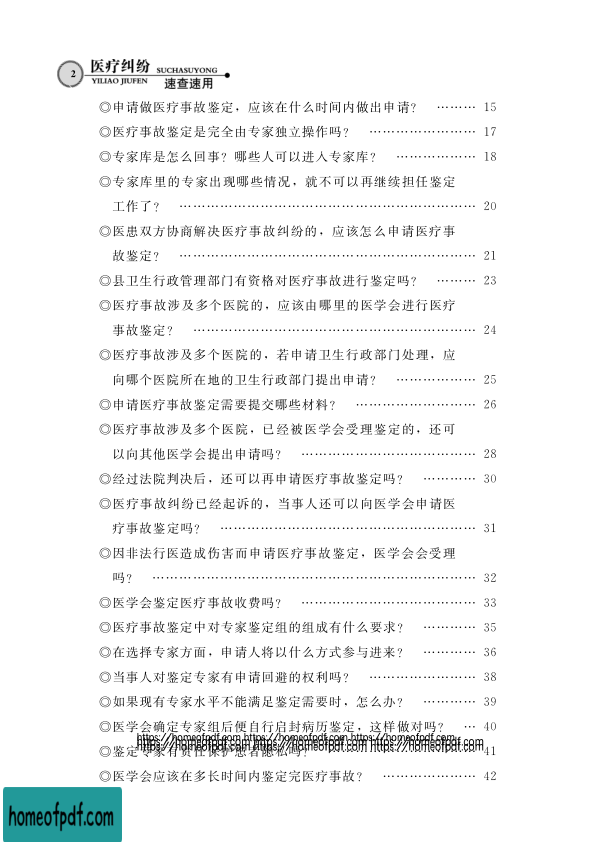 2
医疗纠纷 SUCHASUYONG
YILIAO JIUFEN 速查速用
◎申请做医疗事故鉴定，应该在什么时间内做出申请？ ……… 15
◎医疗事故鉴定是完全由专家独立操作吗？ …………………… 17
◎专家库是怎么回事？哪些人可以进入专家库？ ……………… 18
◎专家库里的专家出现哪些情况，就不可以再继续担任鉴定
工作了？ ………………………………………………………… 20
◎医患双方协商解决医疗事故纠纷的，应该怎么申请医疗事
故鉴定？ ………………………………………………………… 21
◎县卫生行政管理部门有资格对医疗事故进行鉴定吗？ ……… 23
◎医疗事故涉及多个医院的，应该由哪里的医学会进行医疗
事故鉴定？ ……………………………………………………… 24
◎医疗事故涉及多个医院的，若申请卫生行政部门处理，应
向哪个医院所在地的卫生行政部门提出申请？ ……………… 25
◎申请医疗事故鉴定需要提交哪些材料？ ……………………… 26
◎医疗事故涉及多个医院，已经被医学会受理鉴定的，还可
以向其他医学会提出申请吗？ ………………………………… 28
◎经过法院判决后，还可以再申请医疗事故鉴定吗？ ………… 30
◎医疗事故纠纷已经起诉的，当事人还可以向医学会申请医
疗事故鉴定吗？ ………………………………………………… 31
◎因非法行医造成伤害而申请医疗事故鉴定，医学会会受理
吗？ ……………………………………………………………… 32
◎医学会鉴定医疗事故收费吗？ ………………………………… 33
◎医疗事故鉴定中对专家鉴定组的组成有什么要求？ ………… 35
◎在选择专家方面，申请人将以什么方式参与进来？ ………… 36
◎当事人对鉴定专家有申请回避的权利吗？ …………………… 38
◎如果现有专家水平不能满足鉴定需要时，怎么办？ ………… 39
◎医学会确定专家组后便自行启封病历鉴定，这样做对吗？ … 40
https://homeofpdf.com https://homeofpdf.com https://homeofpdf.com
◎鉴定专家有责任保护患者隐私吗？ …………………………… 41
https://homeofpdf.com https://homeofpdf.com https://homeofpdf.com
◎医学会应该在多长时间内鉴定完医疗事故？ ………………… 42
homeofpdf.com